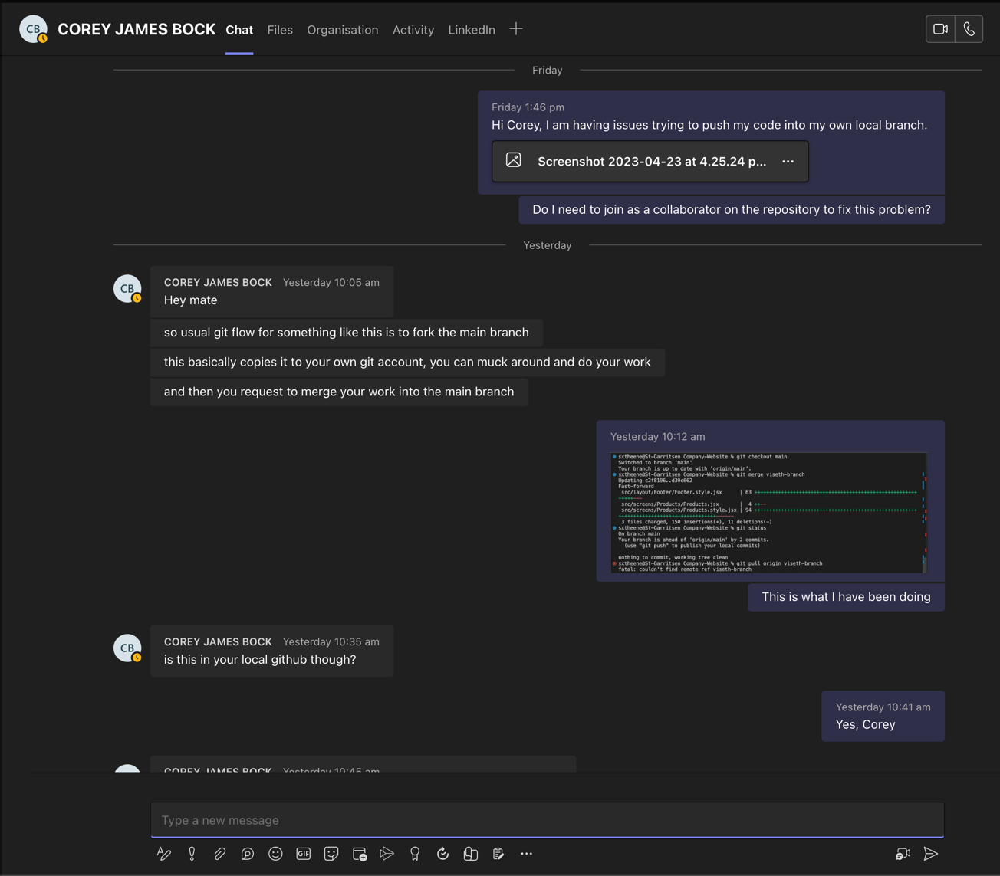 CB
COREY JAMES BOCK
Chat
Files
Organisation
Activity
LinkedIn
Friday
Friday 1:46 pm
Hi Corey, I am having issues trying to push my code into my own local branch.
Screenshot 2023-04-23 at 4.25.24 p...
Do I need to join as a collaborator on the repository to fix this problem?
Yesterday
CB
COREY JAMES BOCK Yesterday 10:05 am
Hey mate
so usual git flow for something like this is to fork the main branch
this basically copies it to your own git account, you can muck around and do your work
and then you request to merge your work into the main branch
Yesterday 10:12 am
sxtheene@St-Garritsen Company-Website % git checkout main
Switched to branch 'main'
Your branch is up to date with 'origin/main'.
sxtheene@St-Garritsen Company-Website % git merge viseth-branch
Updating c2f8196..d39c662
Fast-forward
src/layout/Footer/Footer.style.jsx | 63
src/screens/Products/Products.jsx | 4 ++--
src/screens/Products/Products.style.jsx | 94
3 files changed, 150 insertions(+), 11 deletions(-)
sxtheene@St-Garritsen Company-Website % git status
On branch main
Your branch is ahead of 'origin/main' by 2 commits.
(use "git push" to publish your local commits)
nothing to commit, working tree clean
sxtheene@St-Garritsen Company-Website % git pull origin viseth-branch
fatal: couldn't find remote ref viseth-branch
This is what I have been doing
CB
COREY JAMES BOCK Yesterday 10:35 am
is this in your local github though?
Yesterday 10:41 am
Yes, Corey
COREY JAMES BOCK Yesterday 10:45 am
Type a new message
GIF